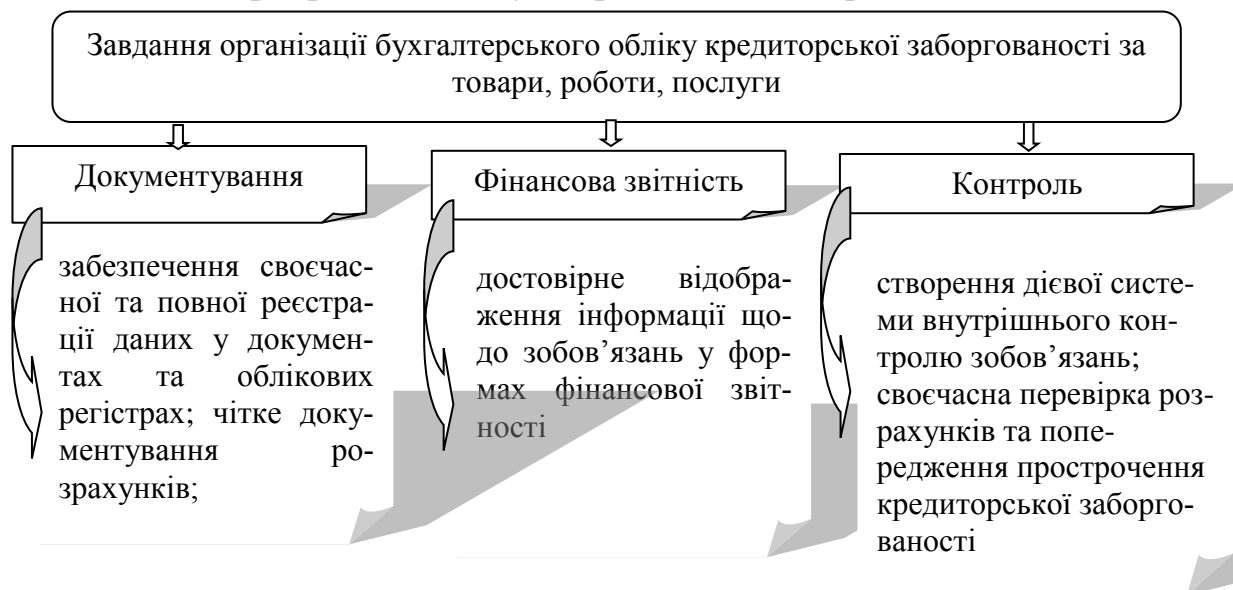 Завдання організації бухгалтерського обліку кредиторської заборгованості за
товари, роботи, послуги
Документування
забезпечення своєчас-
ної та повної реєстра-
ції даних у докумен-
тах та облікових
регістрах; чітке доку-
ментування ро-
зрахунків;
Фінансова звітність
достовірне відобра-
ження інформації що-
до зобов’язань у фор-
мах фінансової звіт-
ності
Контроль
створення дієвої систе-
ми внутрішнього кон-
тролю зобов’язань;
своєчасна перевірка роз-
рахунків та попе-
редження прострочення
кредиторської заборго-
ваності